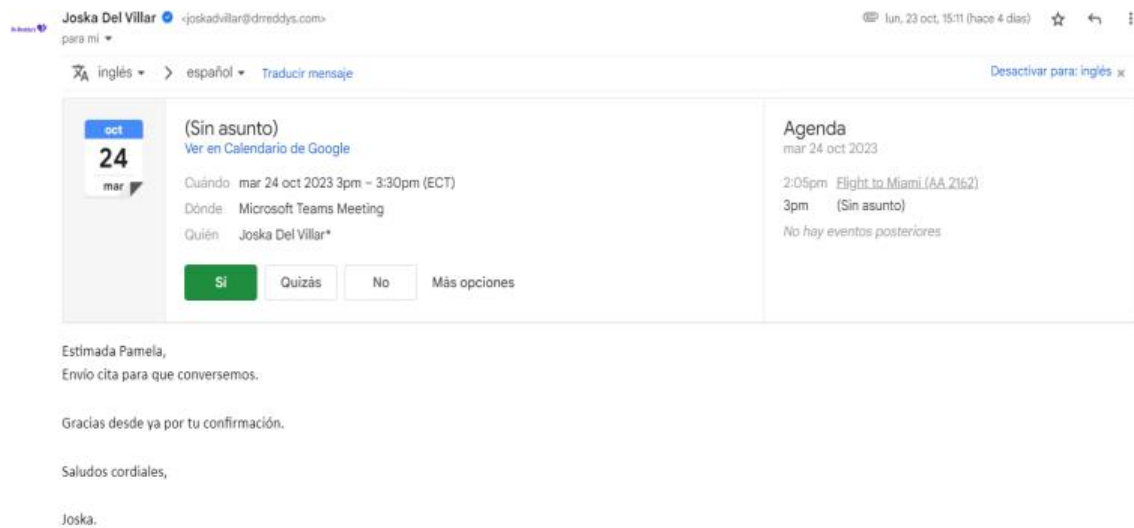 Joska Del Villar <joskadvillar@drreddys.com>
lun, 23 oct, 15:11 (hace 4 días)
para mí
inglés > español Traducir mensaje
Desactivar para: inglés x
oct
24
mar
(Sin asunto)
Ver en Calendario de Google
Cuándo mar 24 oct 2023 3pm – 3:30pm (ECT)
Dónde Microsoft Teams Meeting
Quién Joska Del Villar*
Sí Quizás No Más opciones
Agenda
mar 24 oct 2023
2:05pm Flight to Miami (AA 2162)
3pm (Sin asunto)
No hay eventos posteriores
Estimada Pamela,
Envío cita para que conversemos.
Gracias desde ya por tu confirmación.
Saludos cordiales,
Joska.